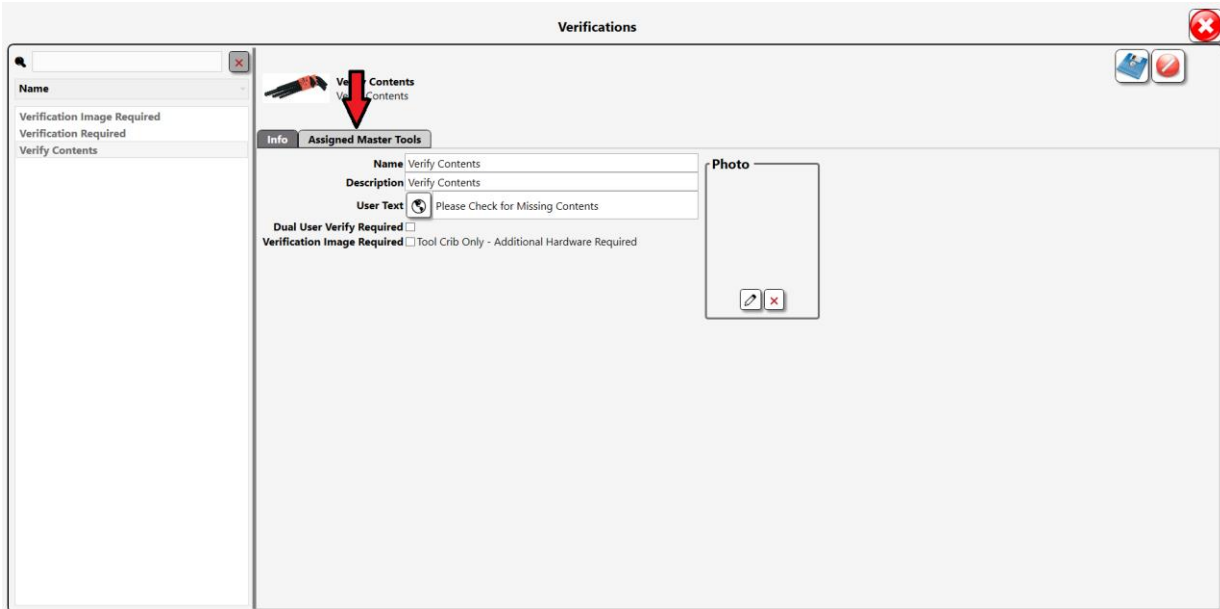 Verifications
Name
Verification Image Required
Verification Required
Verify Contents
Contents
Contents
Info
Assigned Master Tools
Name Verify Contents
Description Verify Contents
User Text Please Check for Missing Contents
Dual User Verify Required
Verification Image Required Tool Crib Only - Additional Hardware Required
Photo